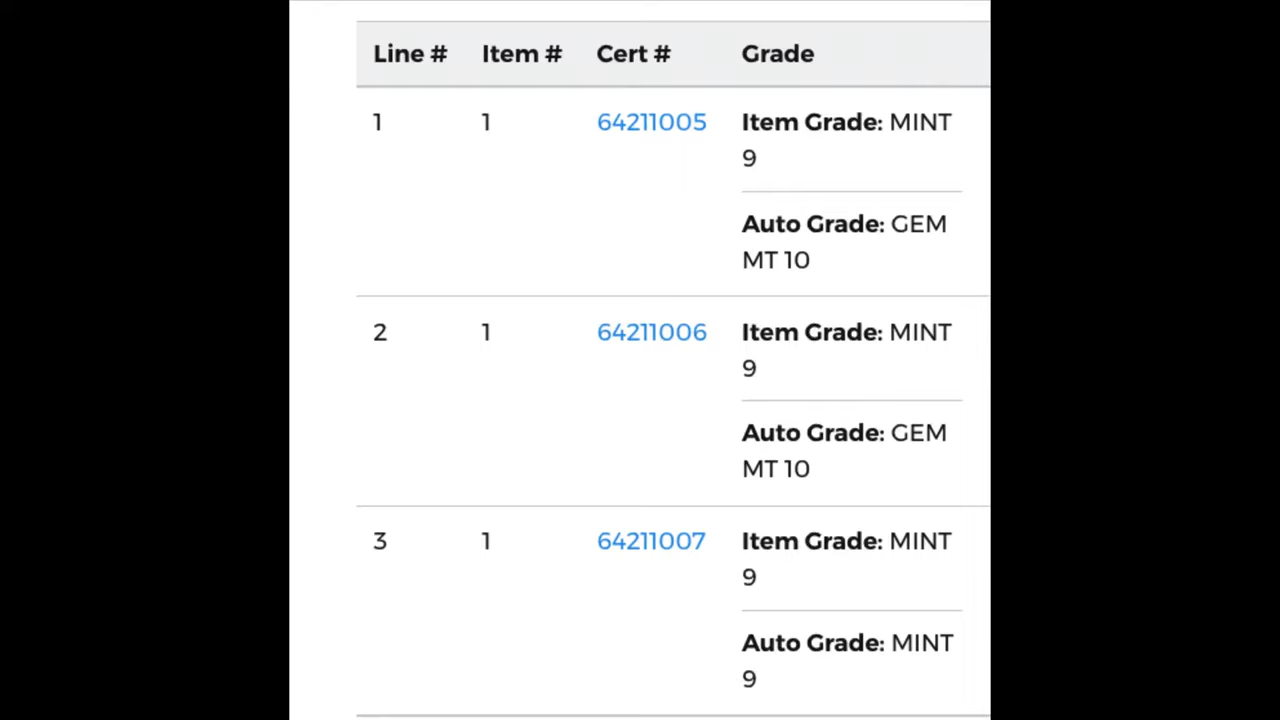 Line # Item # Cert # Grade
1 1 64211005 Item Grade: MINT
9
Auto Grade: GEM
MT 10
2 1 64211006 Item Grade: MINT
9
Auto Grade: GEM
MT 10
3 1 64211007 Item Grade: MINT
9
Auto Grade: MINT
9